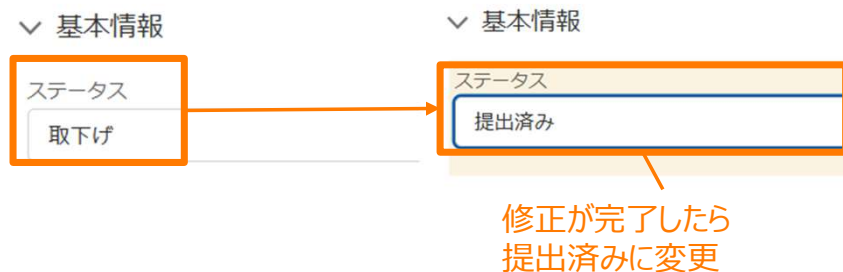 基本情報
ステータス
取下げ
基本情報
ステータス
提出済み
修正が完了したら
提出済みに変更